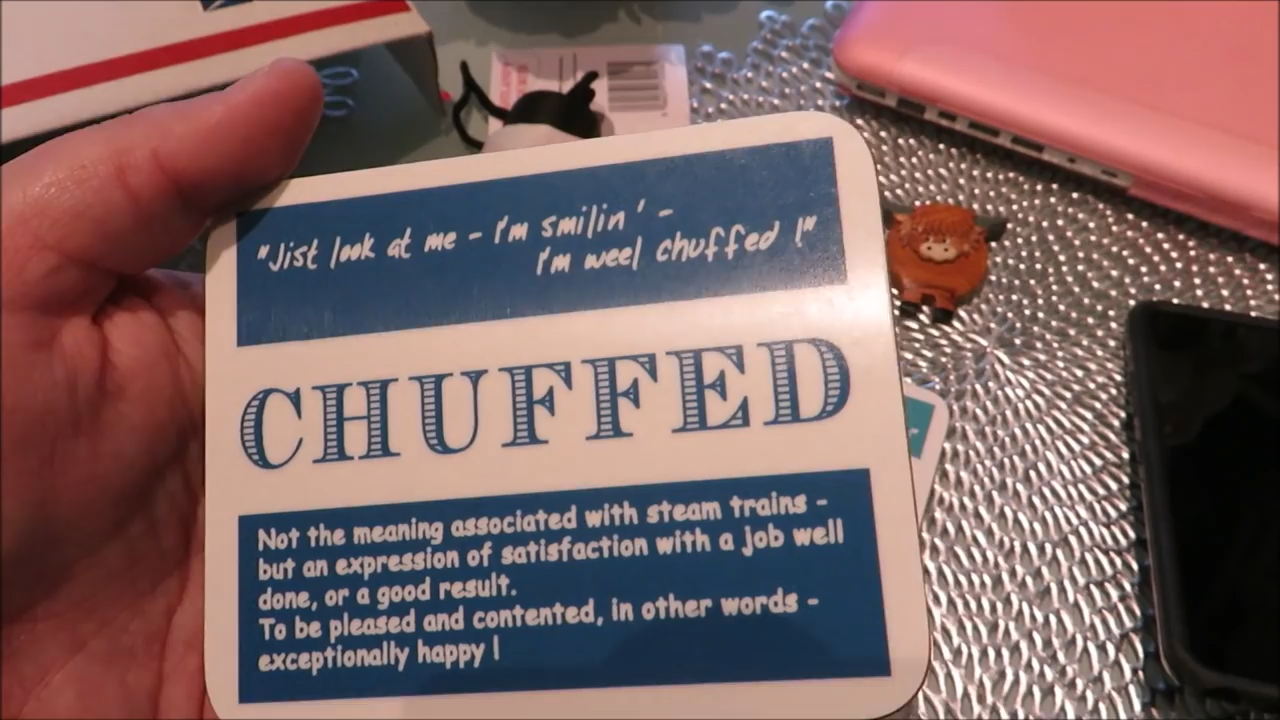 "Jist look at me - I'm smilin' -
I'm weel chuffed !"
CHUFFED
Not the meaning associated with steam trains -
but an expression of satisfaction with a job well
done, or a good result.
To be pleased and contented, in other words -
exceptionally happy !